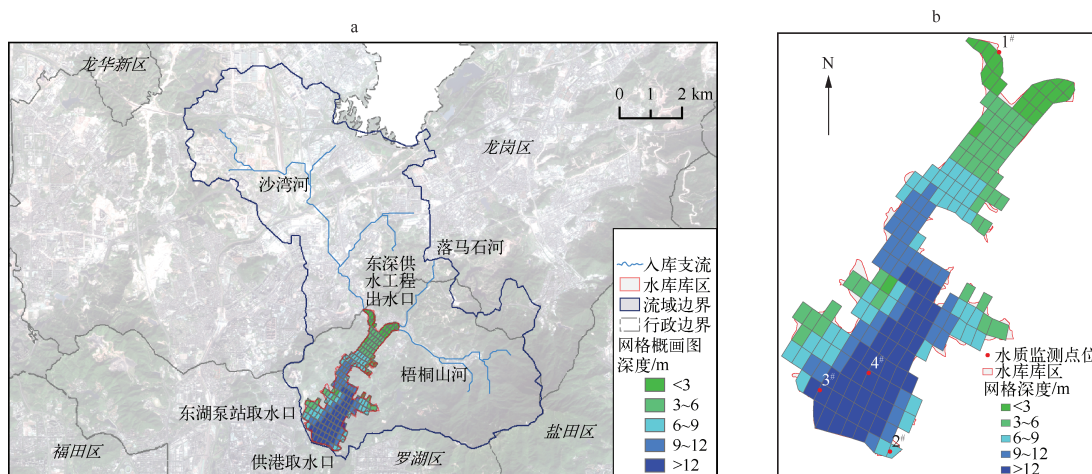 a
龙华新区
0 1 2 km
龙岗区
沙湾河
落马石河
东深供
水工程
出水口
梧桐山河
东湖泵站取水口
供港取水口
福田区
罗湖区
盐田区
入库支流
水库库区
流域边界
行政边界
网格概画图
深度/m
<3
3~6
6~9
9~12
>12
b
N
1#
4#
3#
2#
水质监测点位
水库库区
网格深度/m
<3
3~6
6~9
9~12
>12